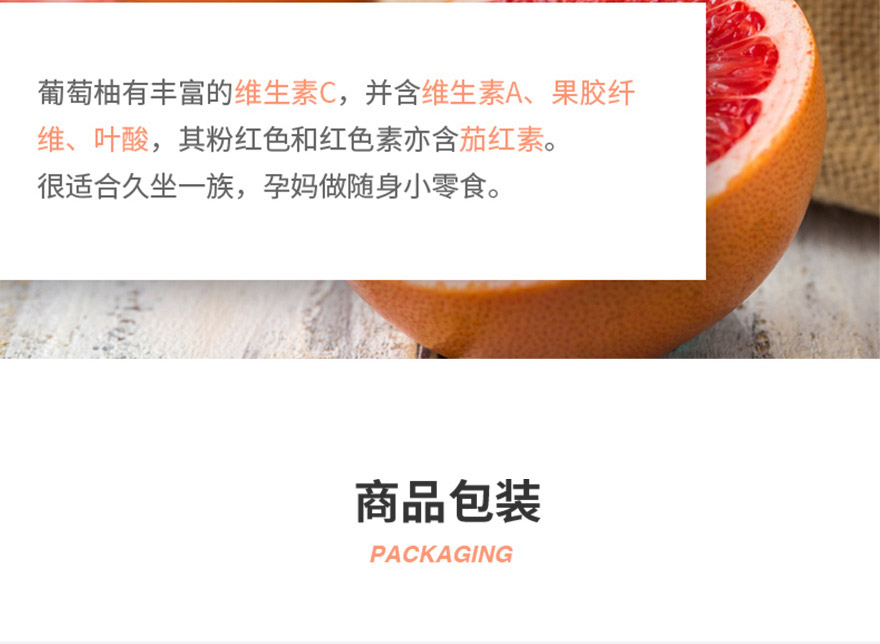 葡萄柚有丰富的维生素C，并含维生素A、果胶纤
维、叶酸，其粉红色和红色素亦含茄红素。
很适合久坐一族，孕妈做随身小零食。
商品包装
PACKAGING